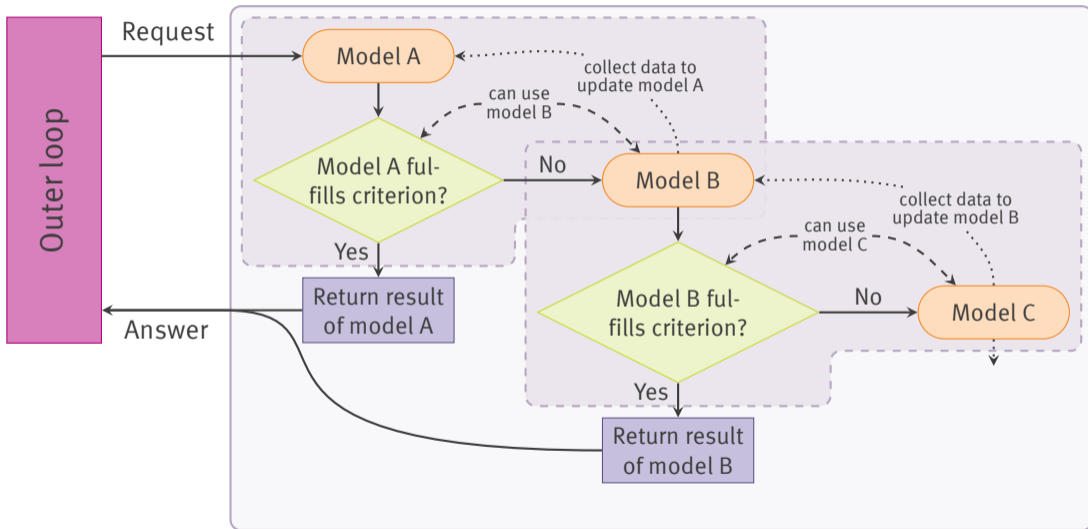 Outer loop
Request
Model A
collect data to
update model A
can use
model B
Model A ful-
fills criterion?
No
Model B
collect data to
update model B
can use
model C
Yes
Return result
of model A
Answer
Model B ful-
fills criterion?
No
Model C
Yes
Return result
of model B